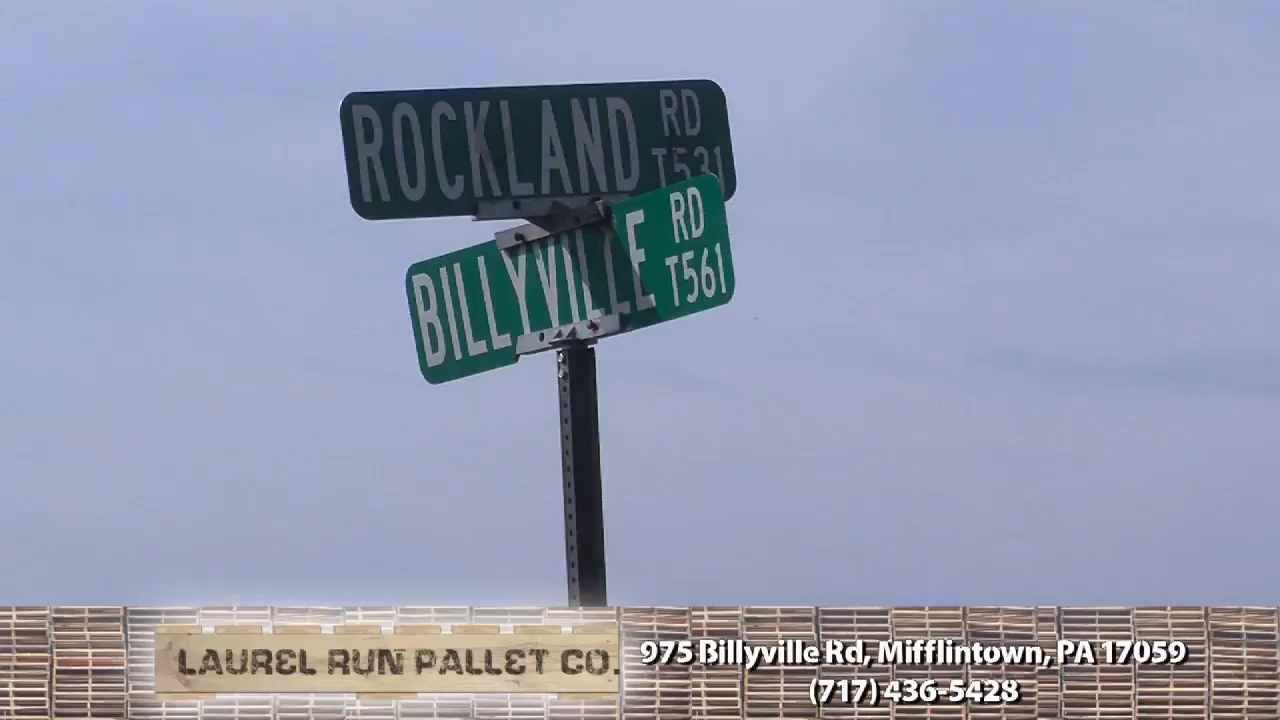 ROCKLAND RD
T531
BILLYVILLE RD
T561
LAUREL RUN PALLET CO.
975 Billyville Rd, Mifflintown, PA 17059
(717) 436-5428